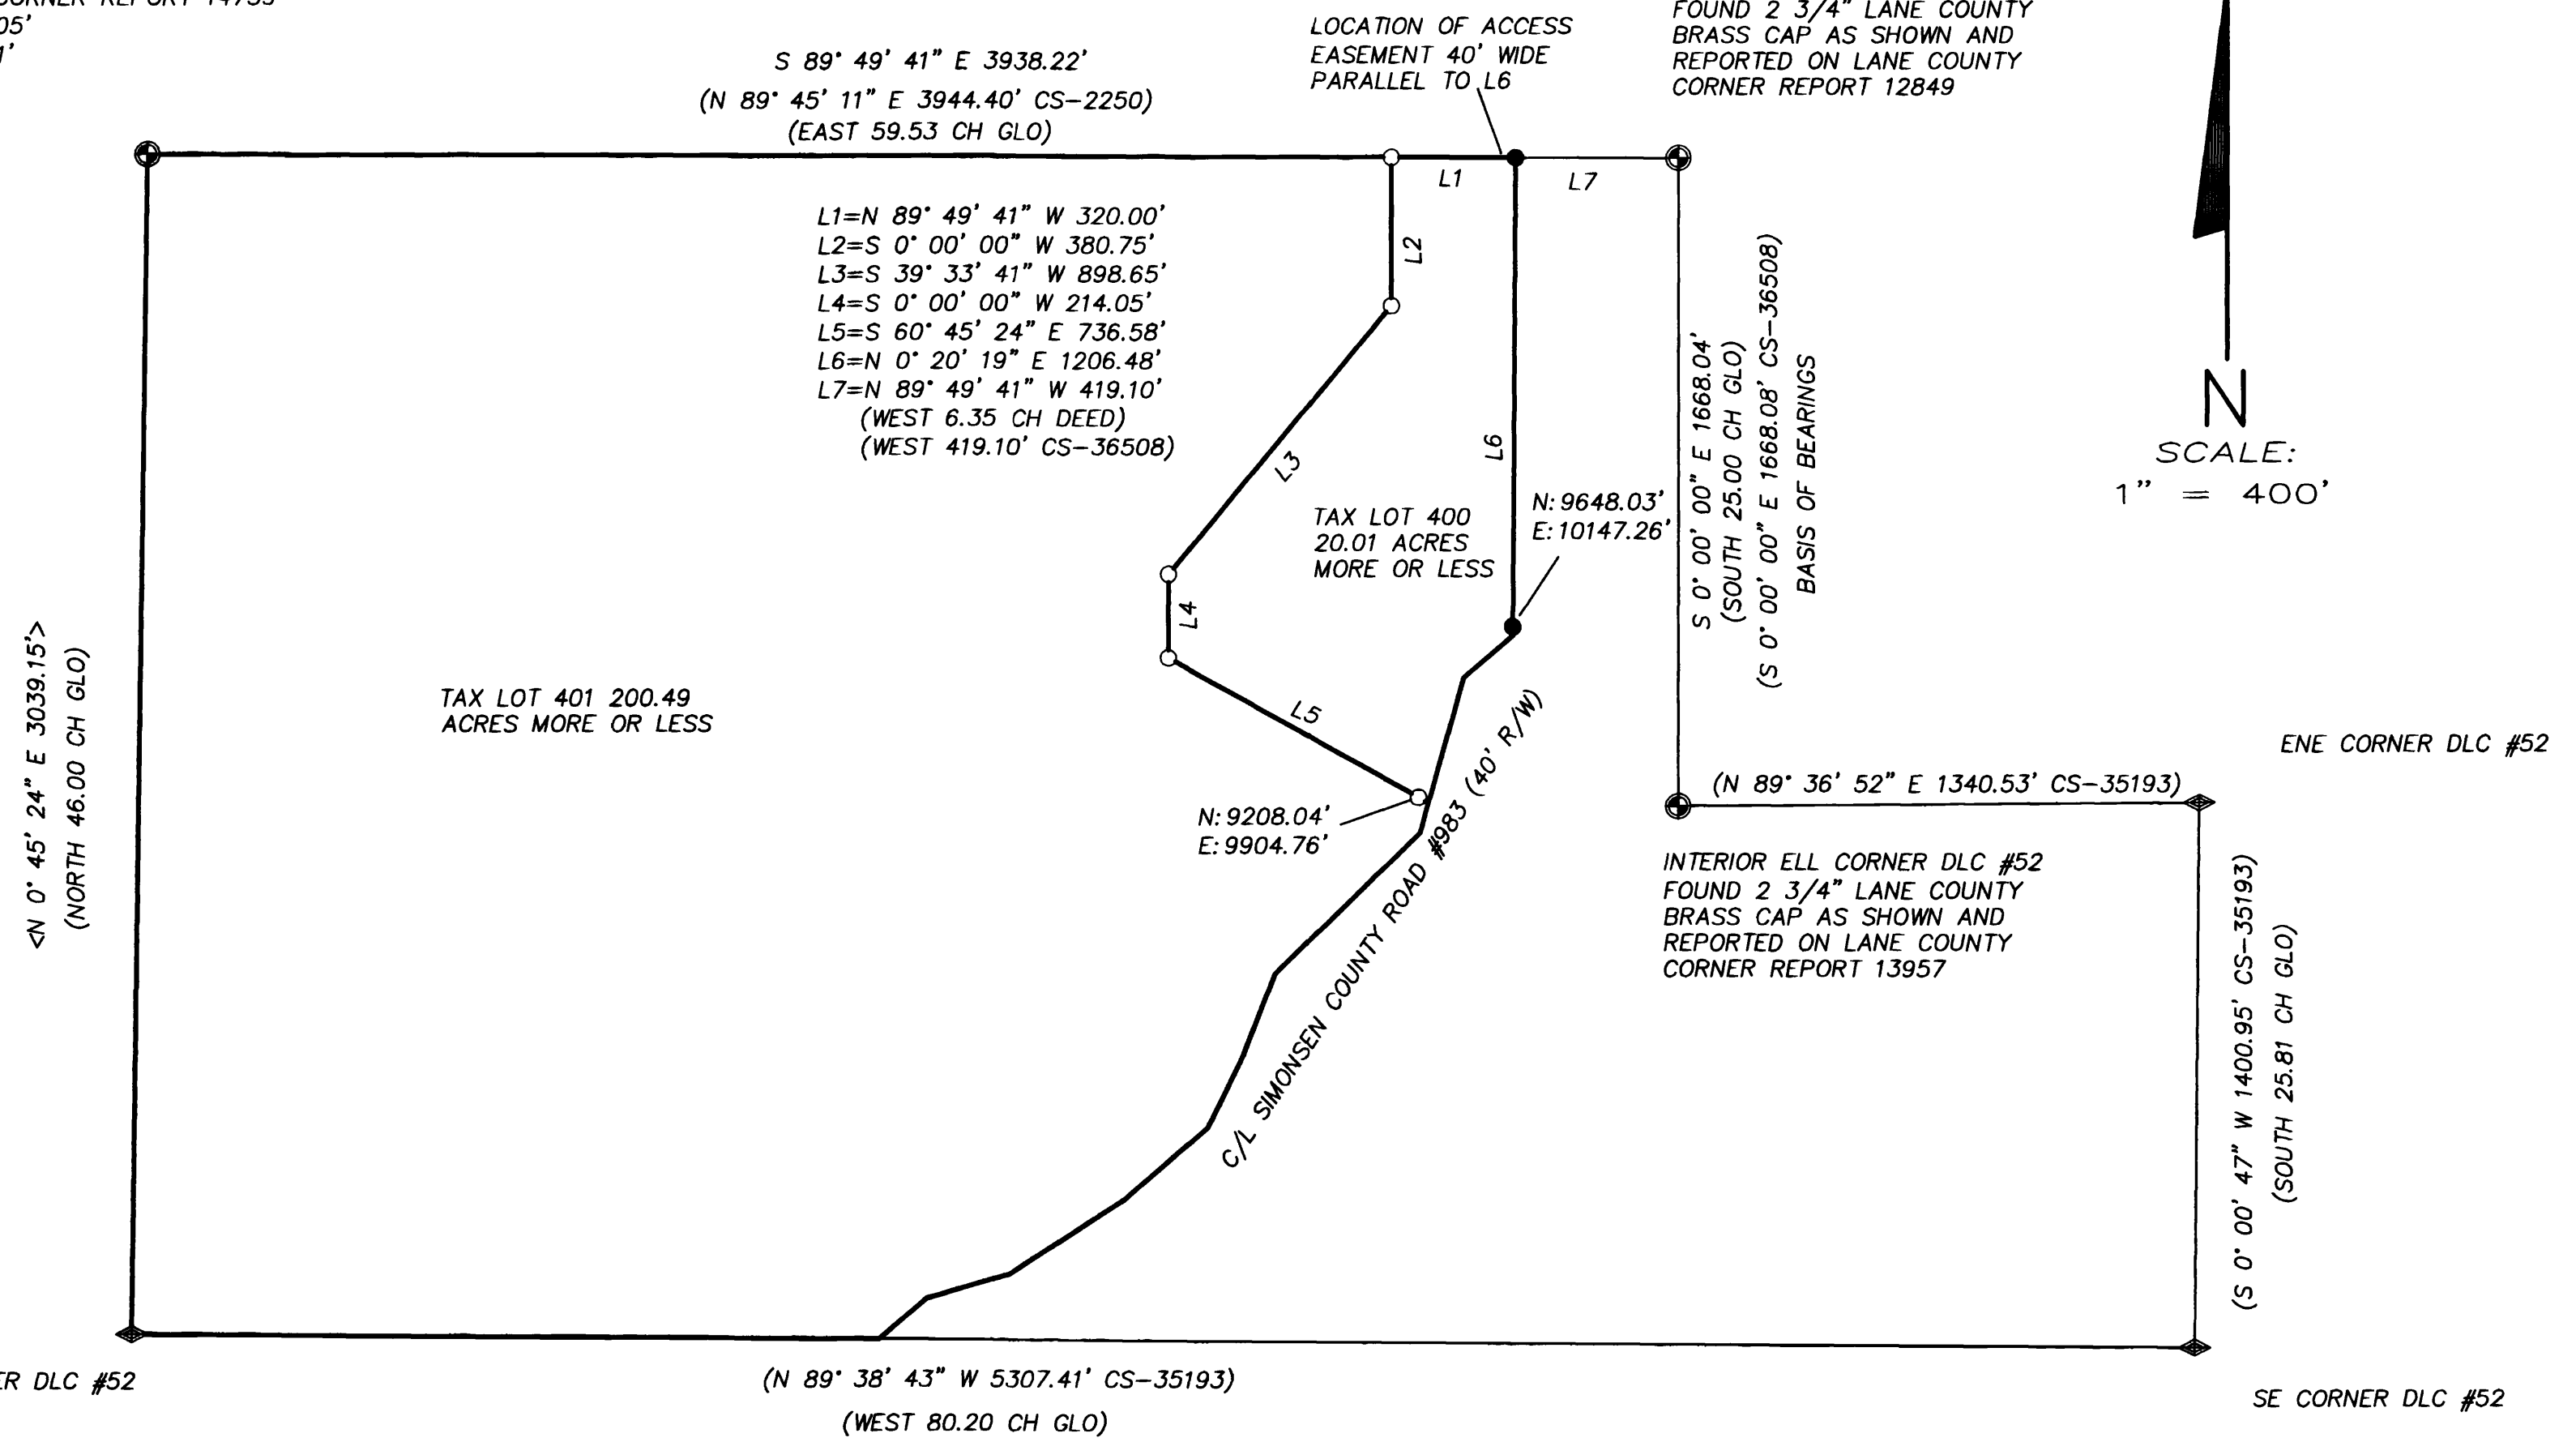 CORNER REPORT 14755
05'
1'
S 89° 49' 41" E 3938.22'
(N 89° 45' 11" E 3944.40' CS-2250)
(EAST 59.53 CH GLO)
LOCATION OF ACCESS
EASEMENT 40' WIDE
PARALLEL TO L6
FOUND 2 3/4" LANE COUNTY
BRASS CAP AS SHOWN AND
REPORTED ON LANE COUNTY
CORNER REPORT 12849
L1
L7
L1=N 89° 49' 41" W 320.00'
L2=S 0° 00' 00" W 380.75'
L3=S 39° 33' 41" W 898.65'
L4=S 0° 00' 00" W 214.05'
L5=S 60° 45' 24" E 736.58'
L6=N 0° 20' 19" E 1206.48'
L7=N 89° 49' 41" W 419.10'
(WEST 6.35 CH DEED)
(WEST 419.10' CS-36508)
L2
L3
L6
L4
L5
N
SCALE:
1" = 400'
S 0° 00' 00" E 1668.04'
(SOUTH 25.00 CH GLO)
(S 0° 00' 00" E 1668.08' CS-36508)
BASIS OF BEARINGS
TAX LOT 400
20.01 ACRES
MORE OR LESS
N: 9648.03'
E: 10147.26'
<N 0° 45' 24" E 3039.15'>
(NORTH 46.00 CH GLO)
TAX LOT 401 200.49
ACRES MORE OR LESS
N: 9208.04'
E: 9904.76'
C/L SIMONSEN COUNTY ROAD #983 (40' R/W)
ENE CORNER DLC #52
(N 89° 36' 52" E 1340.53' CS-35193)
INTERIOR ELL CORNER DLC #52
FOUND 2 3/4" LANE COUNTY
BRASS CAP AS SHOWN AND
REPORTED ON LANE COUNTY
CORNER REPORT 13957
(S 0° 00' 47" W 1400.95' CS-35193)
(SOUTH 25.81 CH GLO)
ER DLC #52
(N 89° 38' 43" W 5307.41' CS-35193)
(WEST 80.20 CH GLO)
SE CORNER DLC #52